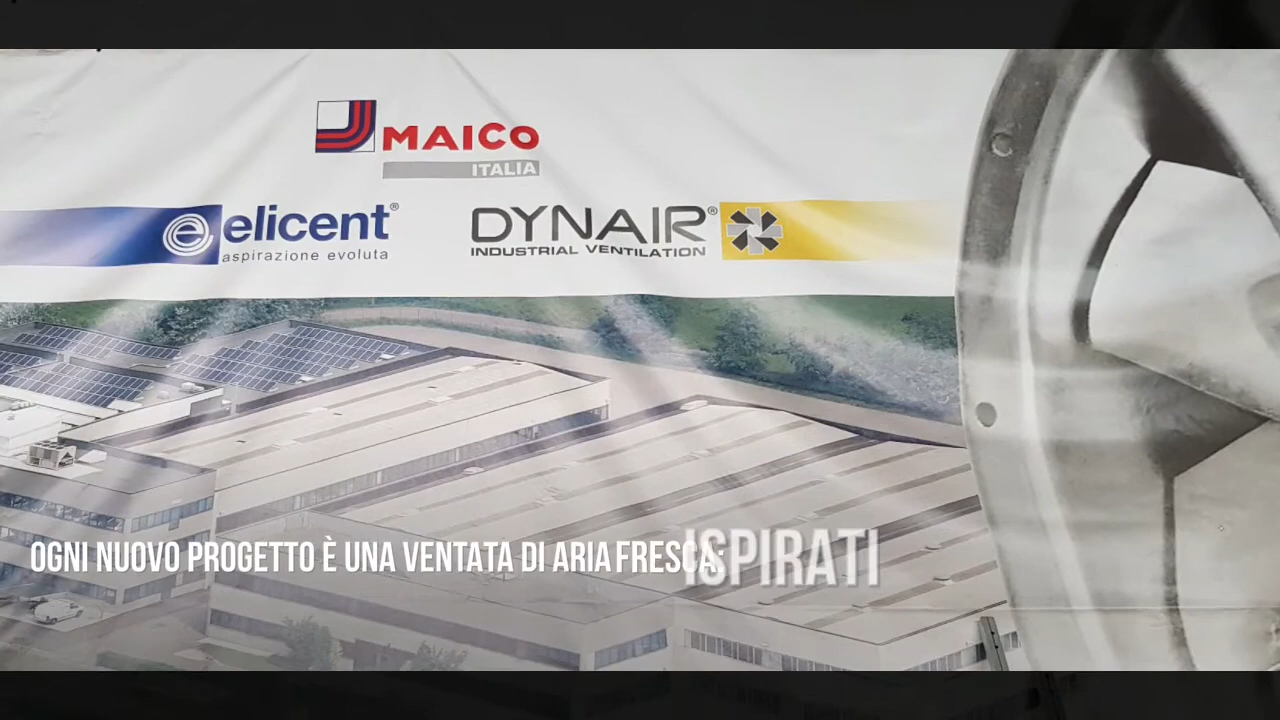 MAICO
ITALIA
elicent®
aspirazione evoluta
DYNAIR®
INDUSTRIAL VENTILATION
OGNI NUOVO PROGETTO È UNA VENTATA DI ARIA FRESCA;
ISPIRATI